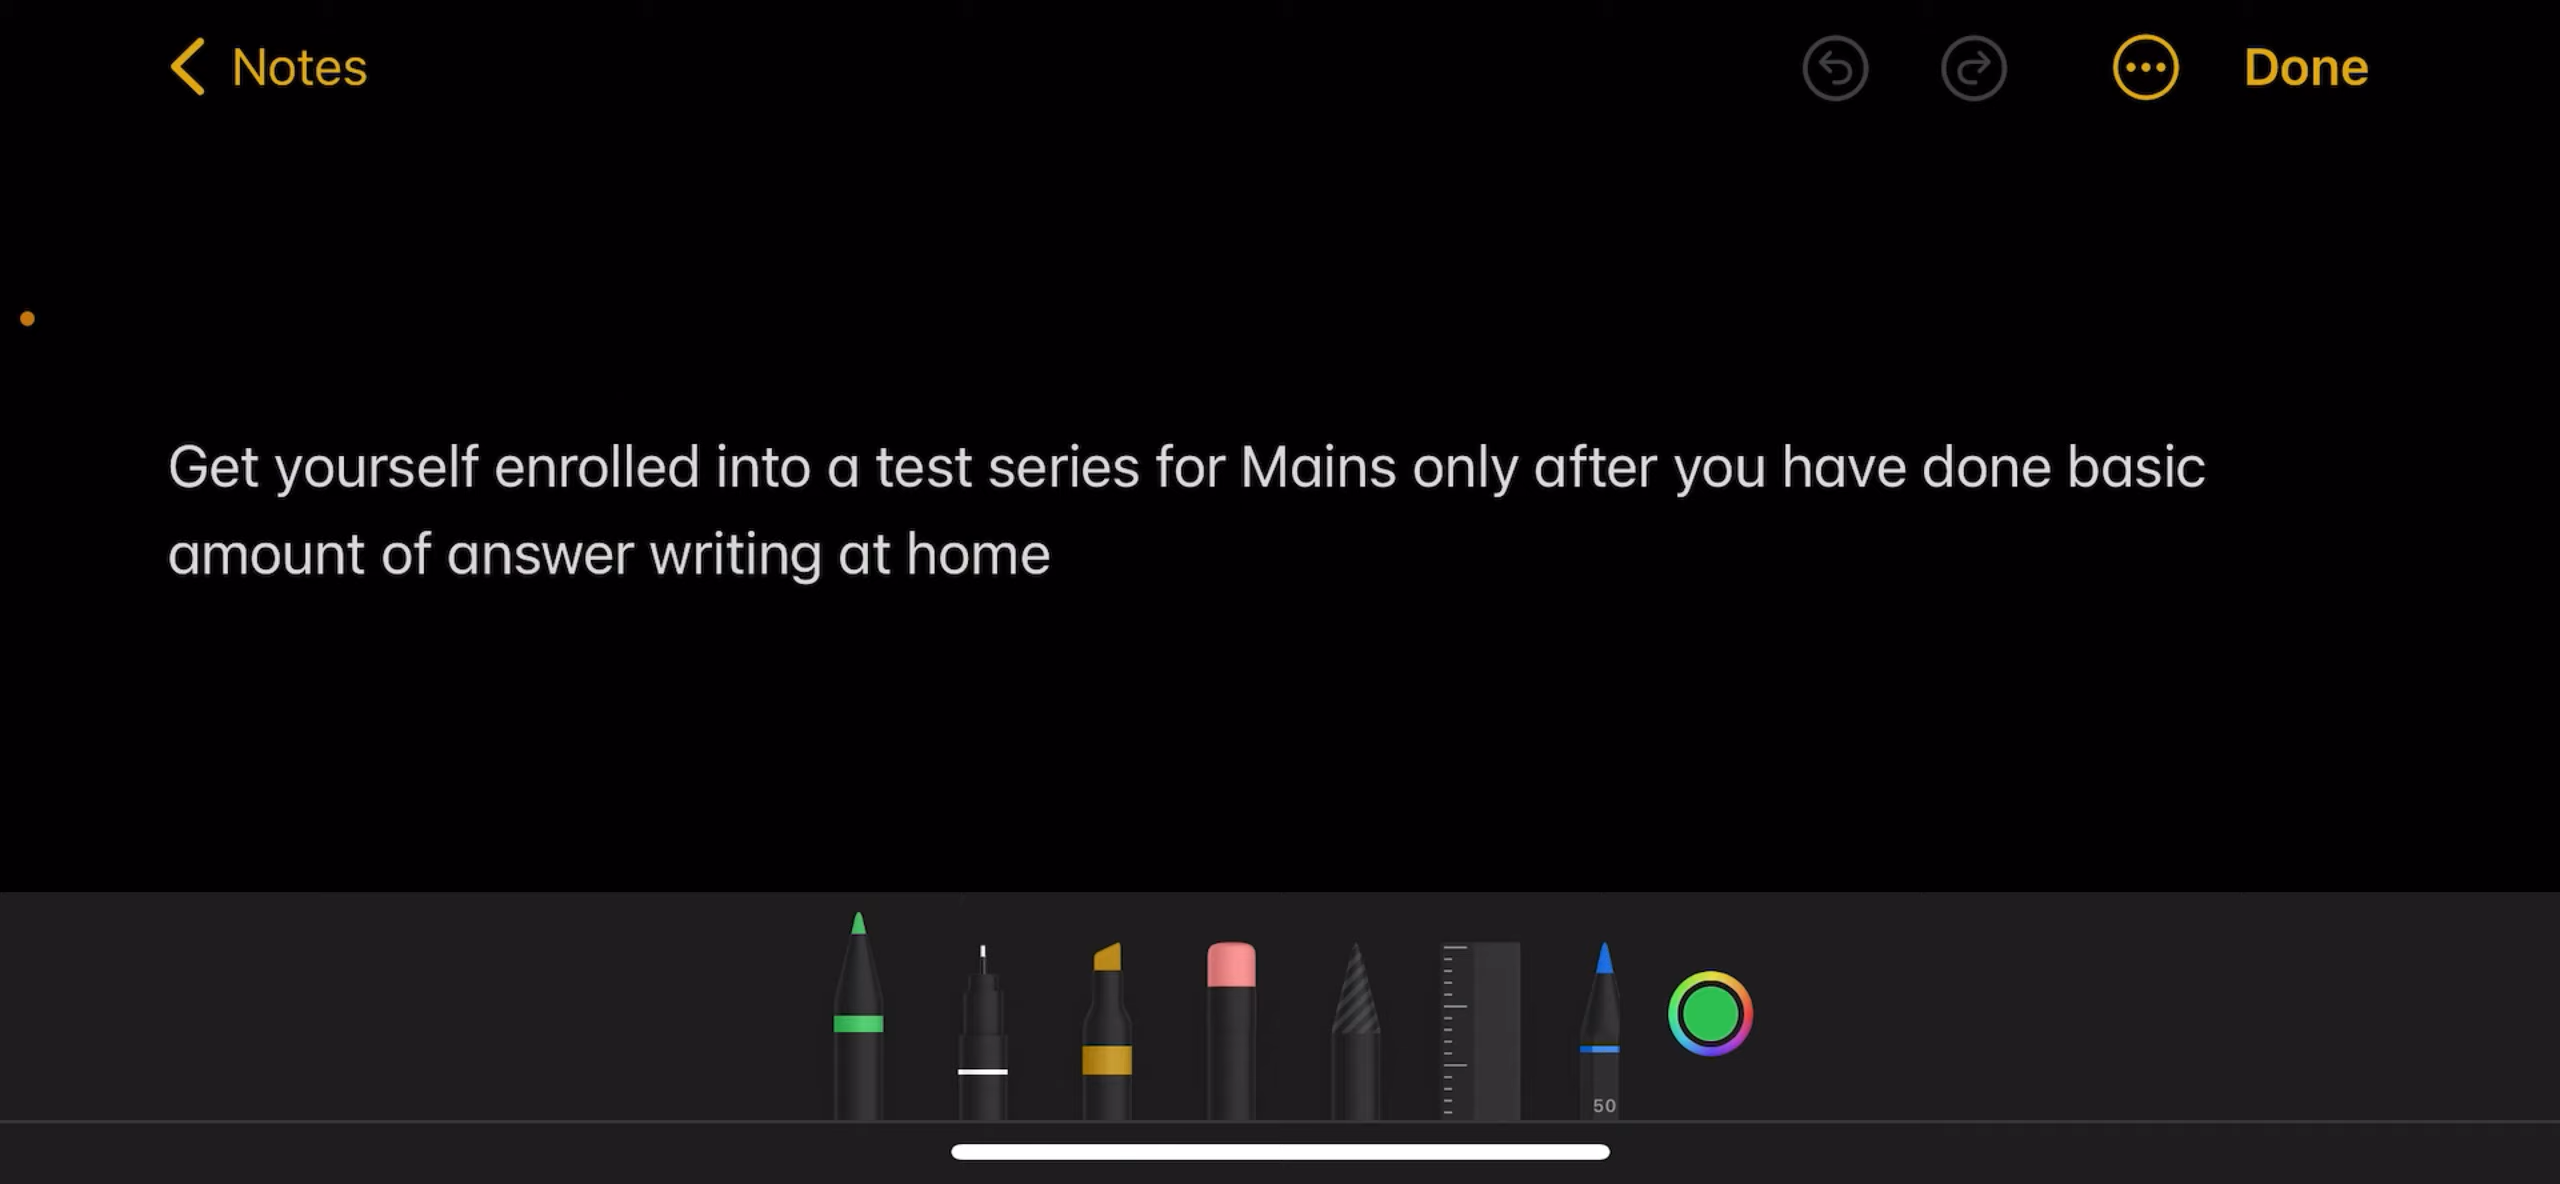 Notes
Done
Get yourself enrolled into a test series for Mains only after you have done basic
amount of answer writing at home
50